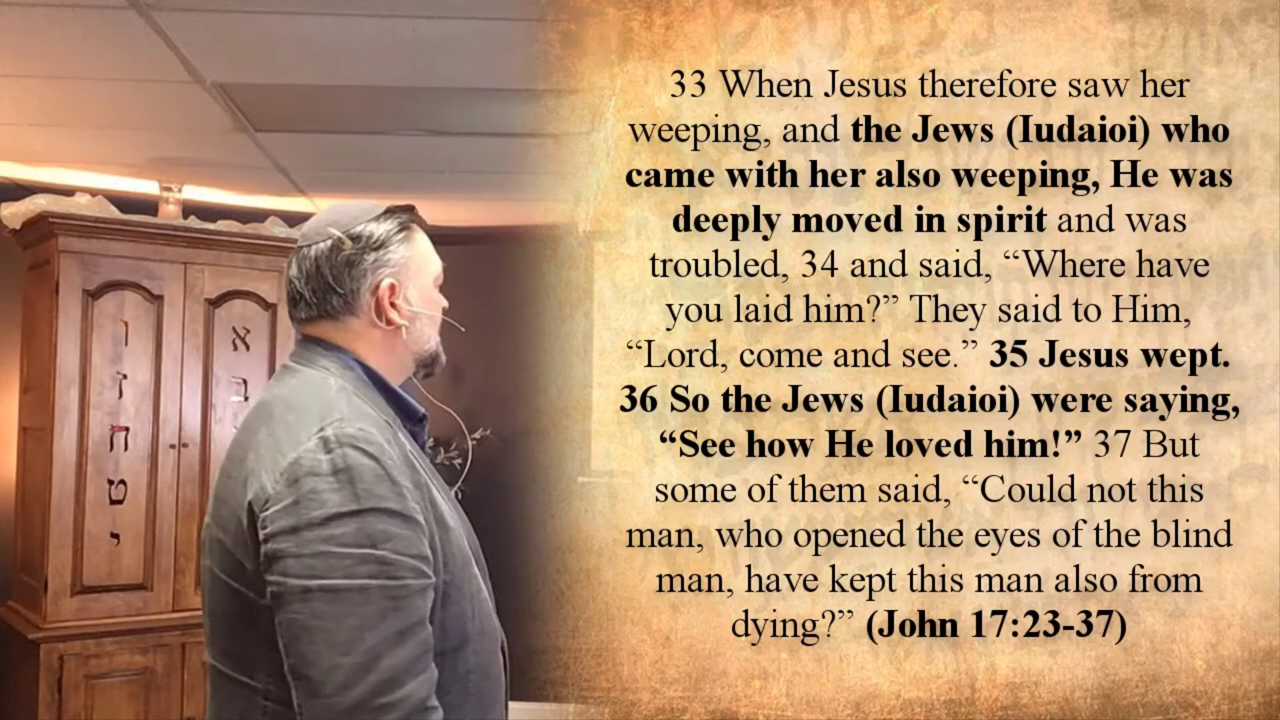 ו
ז
ח
ט
י
א
ב
33 When Jesus therefore saw her
weeping, and the Jews (Iudaioi) who
came with her also weeping, He was
deeply moved in spirit and was
troubled, 34 and said, “Where have
you laid him?” They said to Him,
“Lord, come and see.” 35 Jesus wept.
36 So the Jews (Iudaioi) were saying,
“See how He loved him!” 37 But
some of them said, “Could not this
man, who opened the eyes of the blind
man, have kept this man also from
dying?” (John 17:23-37)